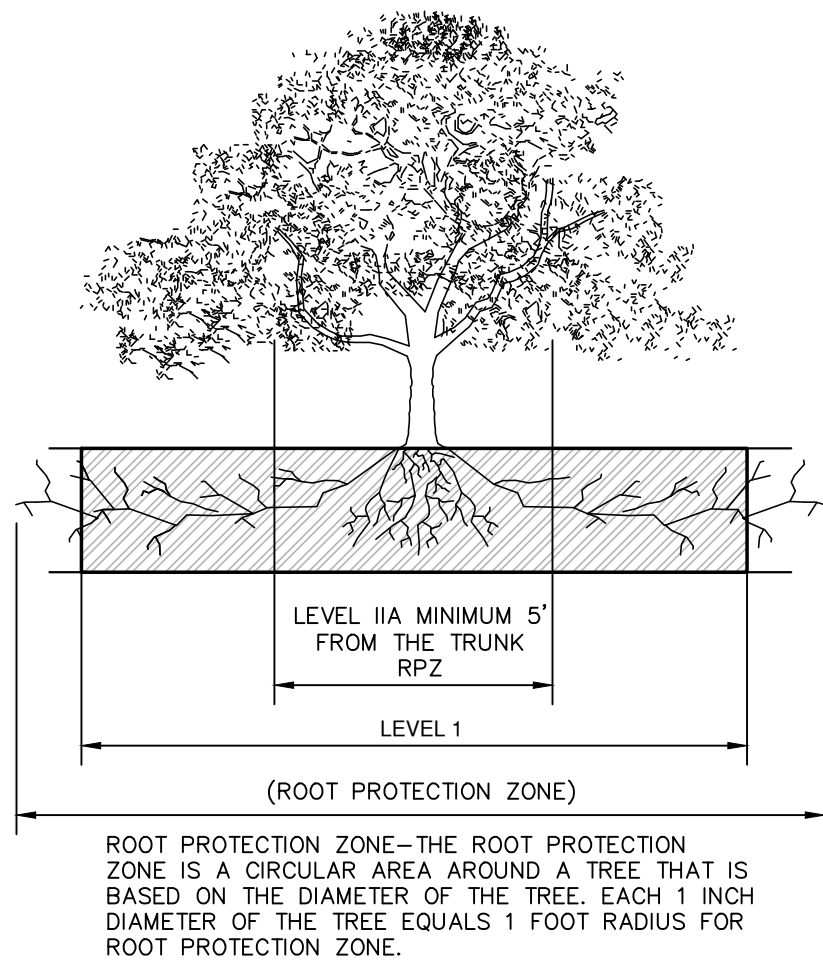 LEVEL IIA MINIMUM 5'
FROM THE TRUNK
RPZ
LEVEL 1
(ROOT PROTECTION ZONE)
ROOT PROTECTION ZONE–THE ROOT PROTECTION
ZONE IS A CIRCULAR AREA AROUND A TREE THAT IS
BASED ON THE DIAMETER OF THE TREE. EACH 1 INCH
DIAMETER OF THE TREE EQUALS 1 FOOT RADIUS FOR
ROOT PROTECTION ZONE.